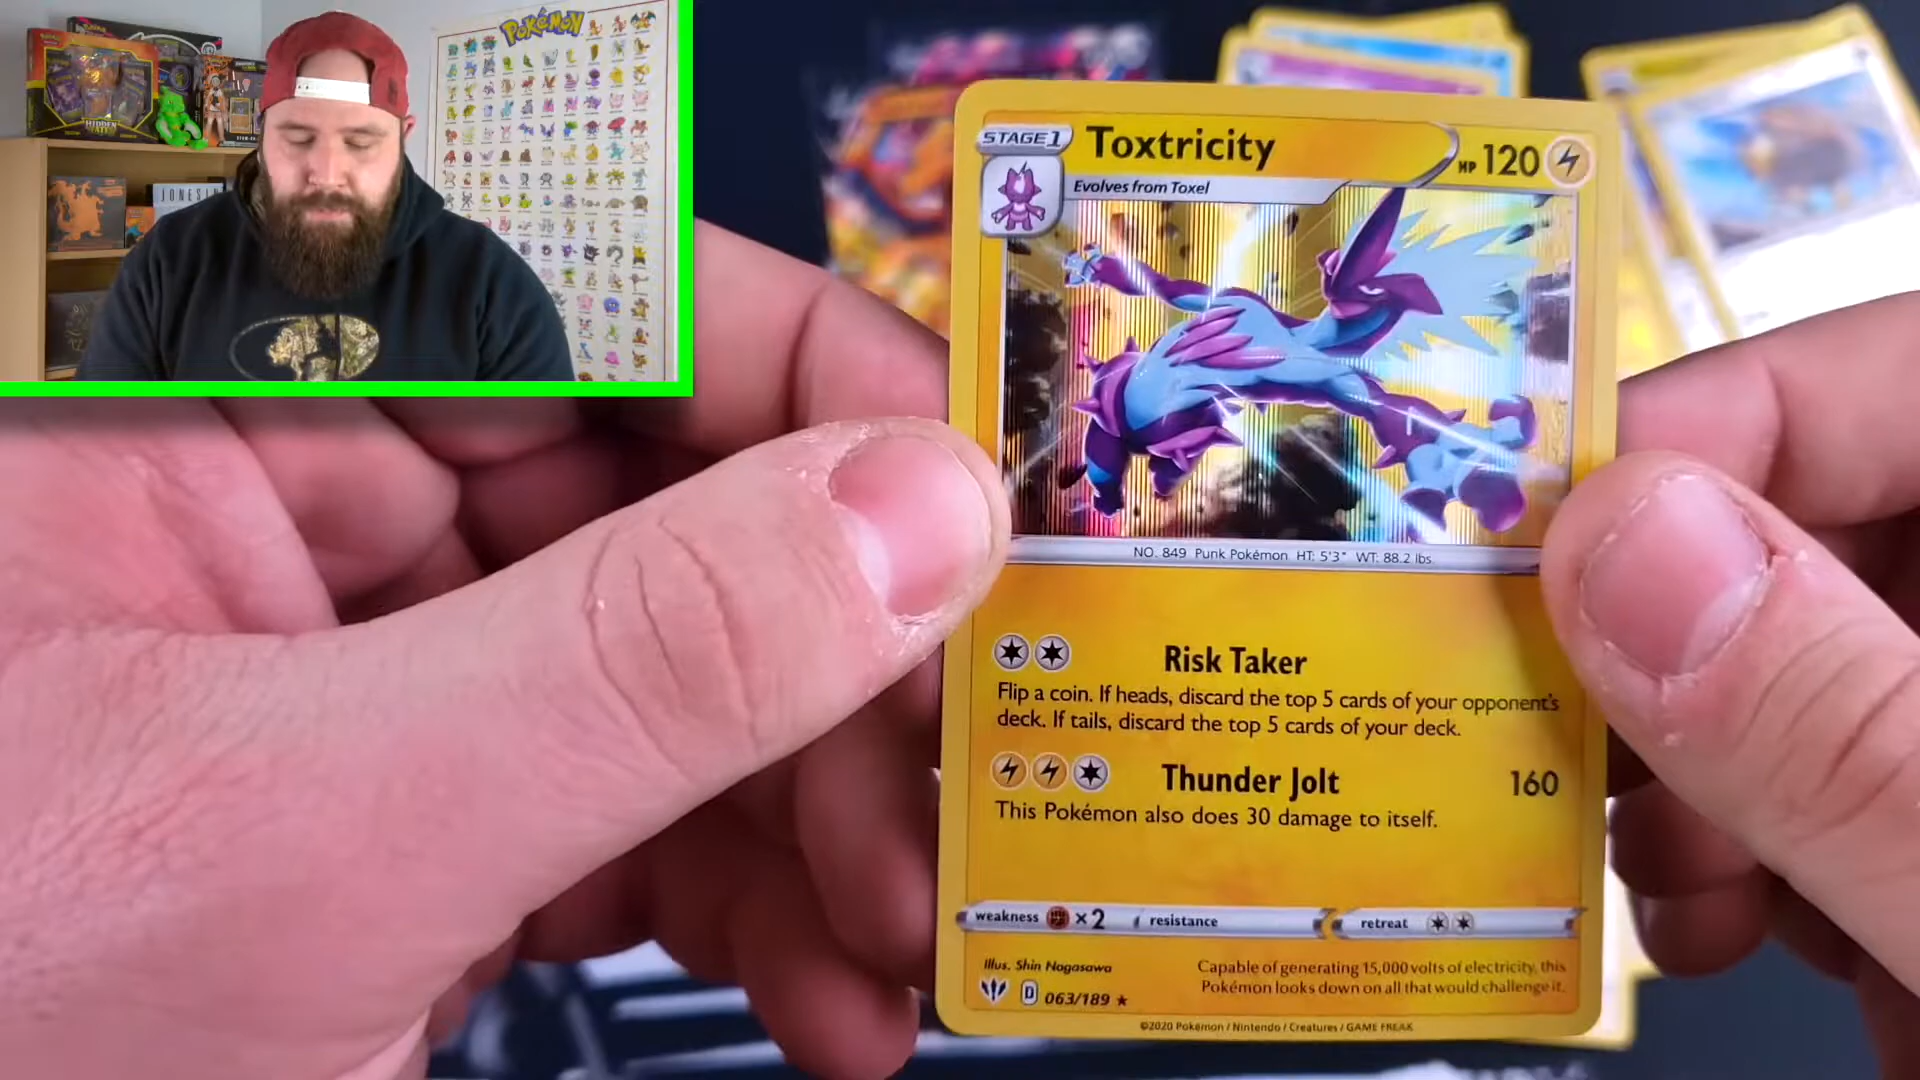 POKÉMON
HIDDEN
FATES
JONESIN
STAGE 1
Toxtricity
HP 120
Evolves from Toxel
NO. 849 Punk Pokémon HT: 5'3" WT: 88.2 lbs.
Risk Taker
Flip a coin. If heads, discard the top 5 cards of your opponent's
deck. If tails, discard the top 5 cards of your deck.
Thunder Jolt 160
This Pokémon also does 30 damage to itself.
weakness ×2 resistance retreat
Illus. Shin Nagasawa
D 063/189 ★
Capable of generating 15,000 volts of electricity, this
Pokémon looks down on all that would challenge it.
©2020 Pokémon / Nintendo / Creatures / GAME FREAK